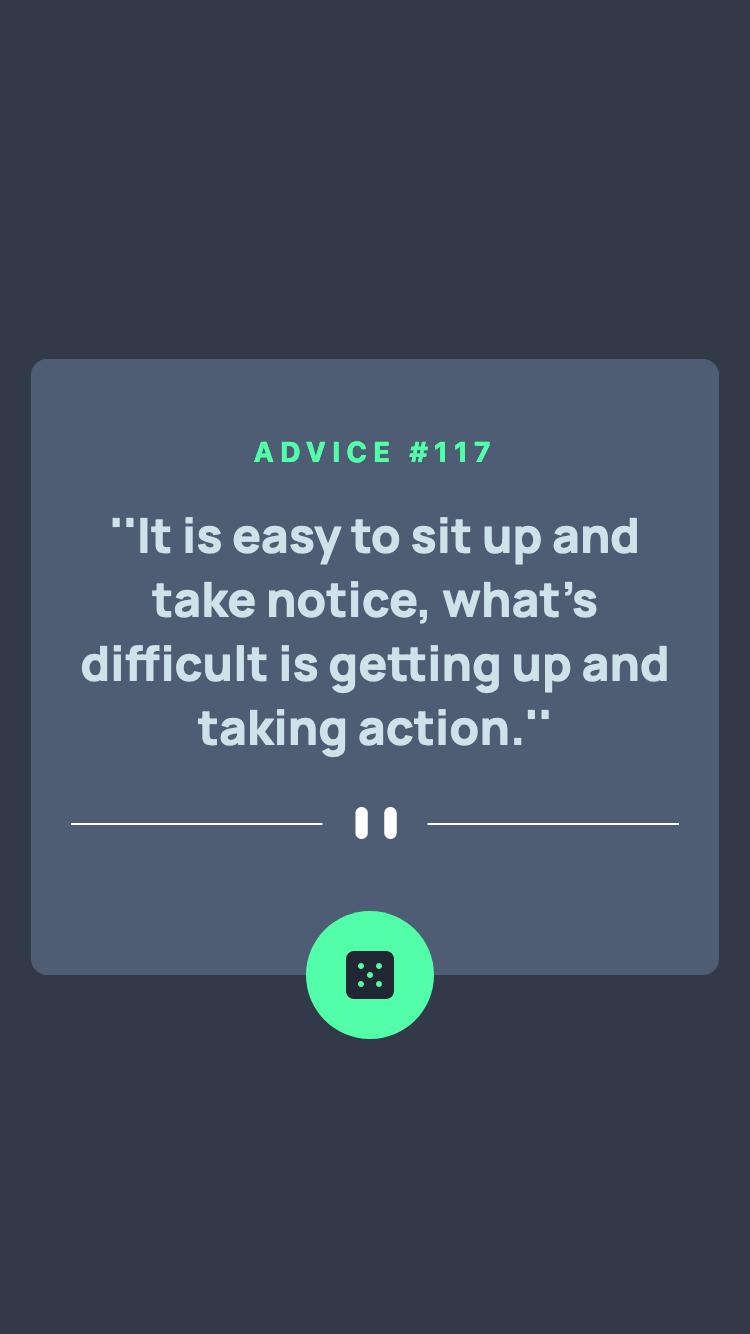 ADVICE #117
"It is easy to sit up and
take notice, what’s
difficult is getting up and
taking action."